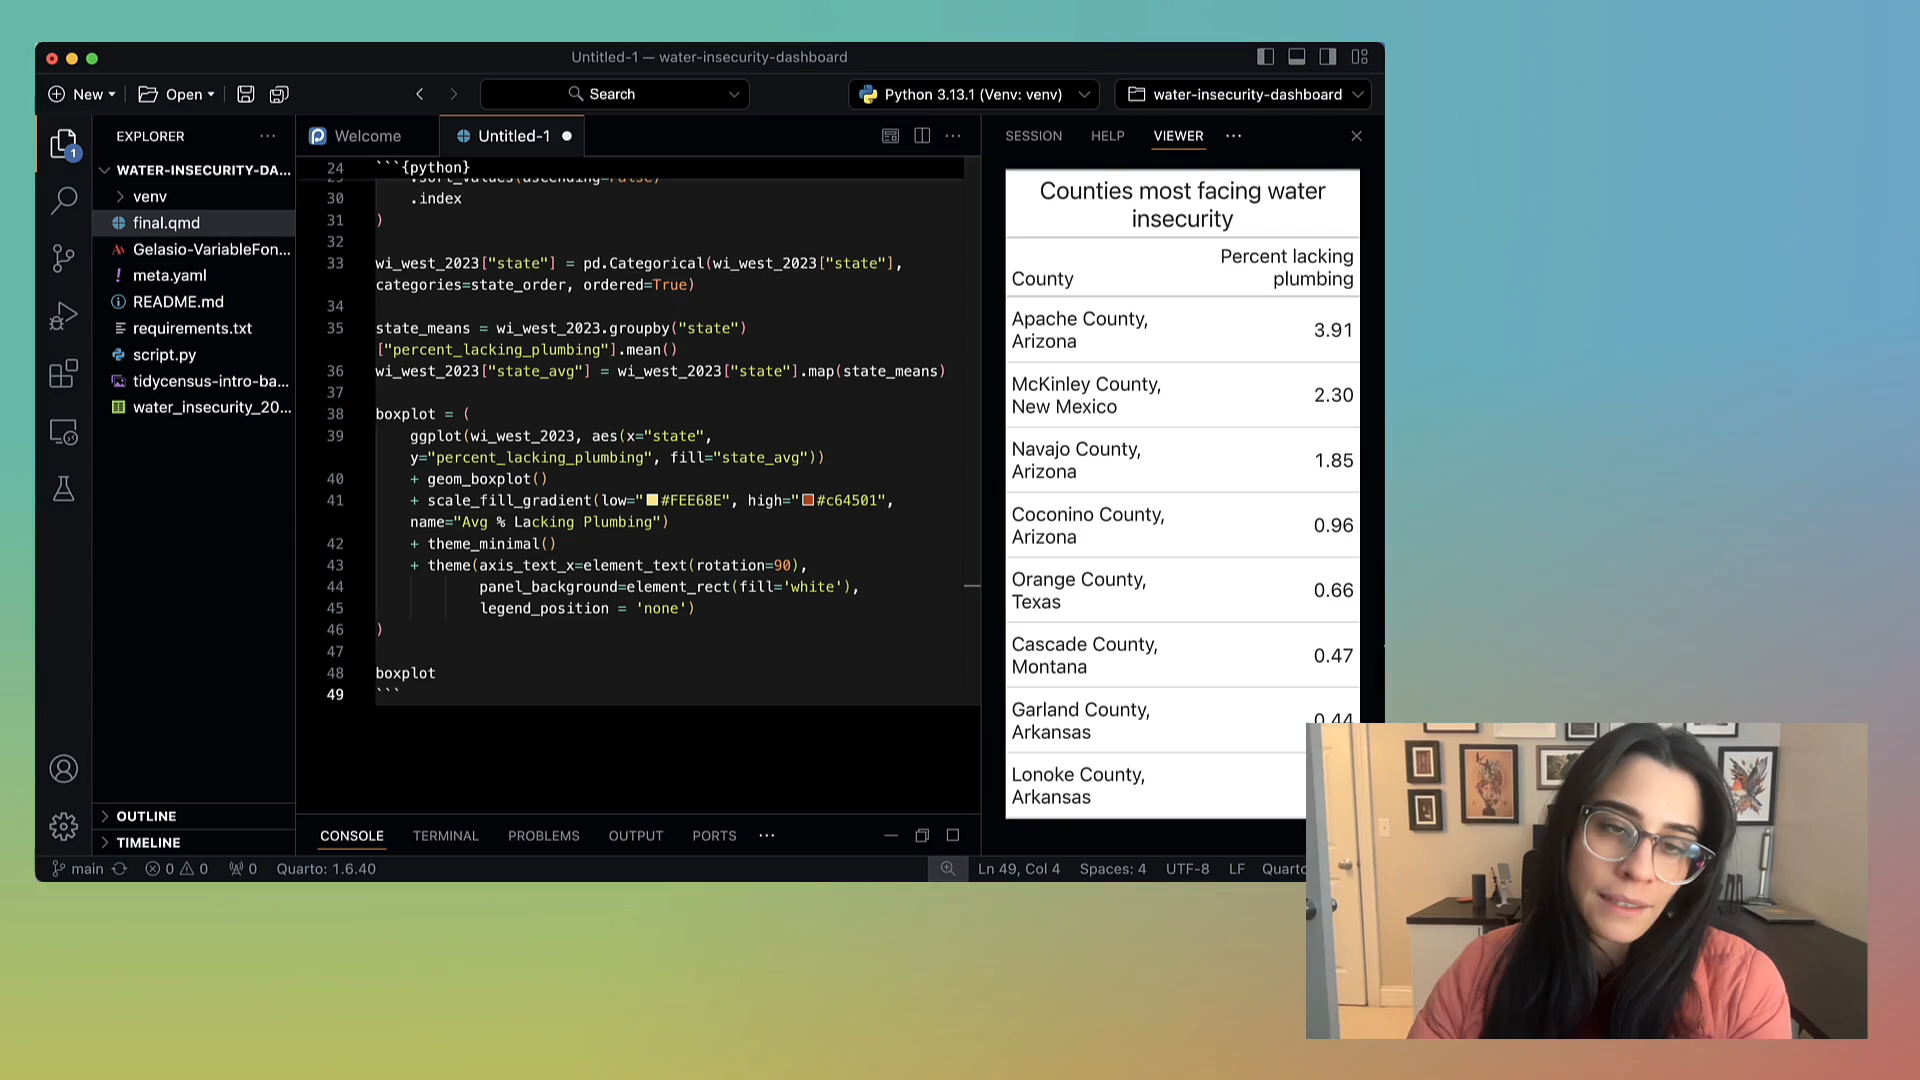 Untitled-1 — water-insecurity-dashboard
New
Open
Search
Python 3.13.1 (Venv: venv)
water-insecurity-dashboard
EXPLORER
WATER-INSECURITY-DA...
venv
final.qmd
Gelasio-VariableFon...
meta.yaml
README.md
requirements.txt
script.py
tidycensus-intro-ba...
water_insecurity_20...
OUTLINE
TIMELINE
Welcome
Untitled-1
24 ```{python}
29 .sort_values(ascending=False)
30 .index
31 )
32
33 wi_west_2023["state"] = pd.Categorical(wi_west_2023["state"],
categories=state_order, ordered=True)
34
35 state_means = wi_west_2023.groupby("state")
["percent_lacking_plumbing"].mean()
36 wi_west_2023["state_avg"] = wi_west_2023["state"].map(state_means)
37
38 boxplot = (
39 ggplot(wi_west_2023, aes(x="state",
y="percent_lacking_plumbing", fill="state_avg"))
40 + geom_boxplot()
41 + scale_fill_gradient(low="#FEE68E", high="#c64501",
name="Avg % Lacking Plumbing")
42 + theme_minimal()
43 + theme(axis_text_x=element_text(rotation=90),
44 panel_background=element_rect(fill='white'),
45 legend_position = 'none')
46 )
47
48 boxplot
49 ```
SESSION HELP VIEWER
Counties most facing water
insecurity
County
Percent lacking
plumbing
Apache County,
Arizona
3.91
McKinley County,
New Mexico
2.30
Navajo County,
Arizona
1.85
Coconino County,
Arizona
0.96
Orange County,
Texas
0.66
Cascade County,
Montana
0.47
Garland County,
Arkansas
0.44
Lonoke County,
Arkansas
CONSOLE TERMINAL PROBLEMS OUTPUT PORTS
1
main 0 0 0 Quarto: 1.6.40
Ln 49, Col 4 Spaces: 4 UTF-8 LF Quarto